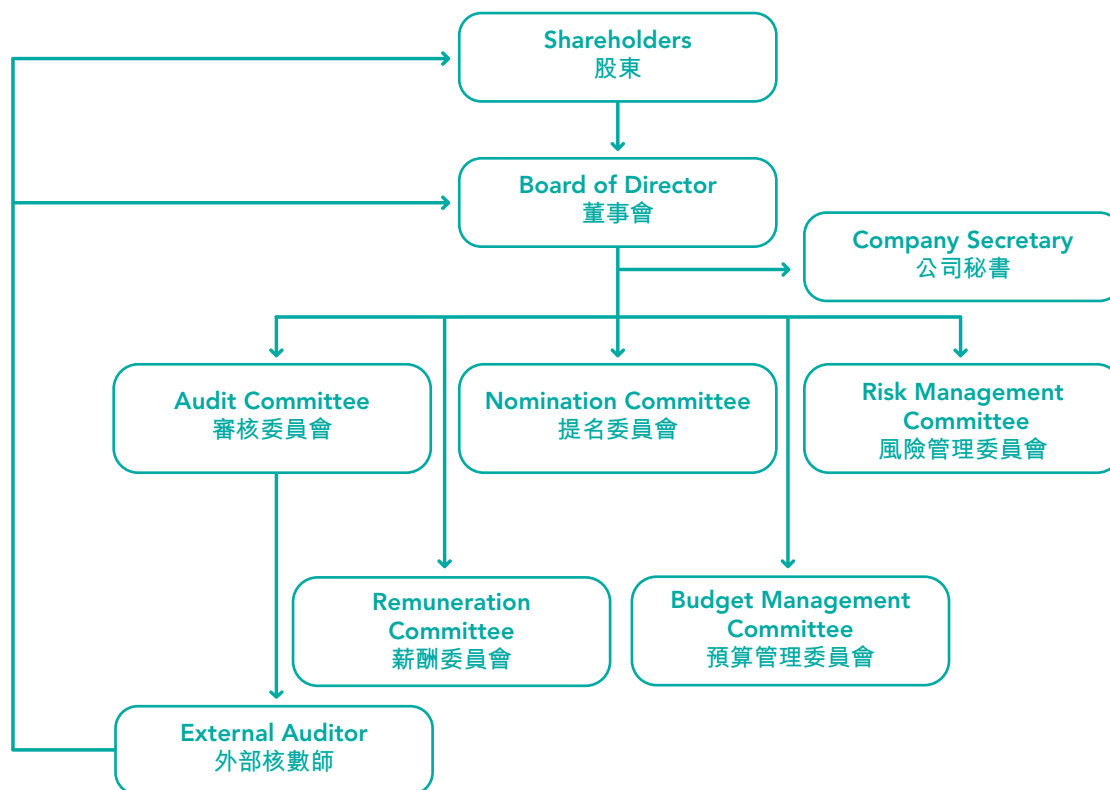 Shareholders
股東
Board of Director
董事會
Company Secretary
公司秘書
Audit Committee
審核委員會
Nomination Committee
提名委員會
Risk Management
Committee
風險管理委員會
Remuneration
Committee
薪酬委員會
Budget Management
Committee
預算管理委員會
External Auditor
外部核數師